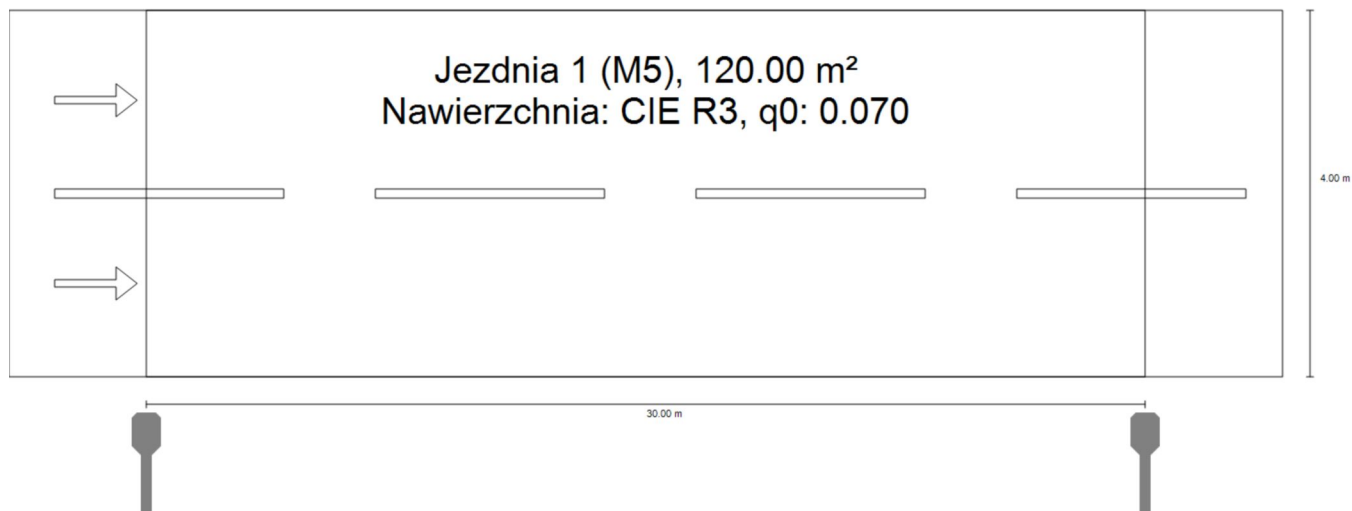 Jezdnia 1 (M5), 120.00 m²
Nawierzchnia: CIE R3, q0: 0.070
4.00 m
30.00 m